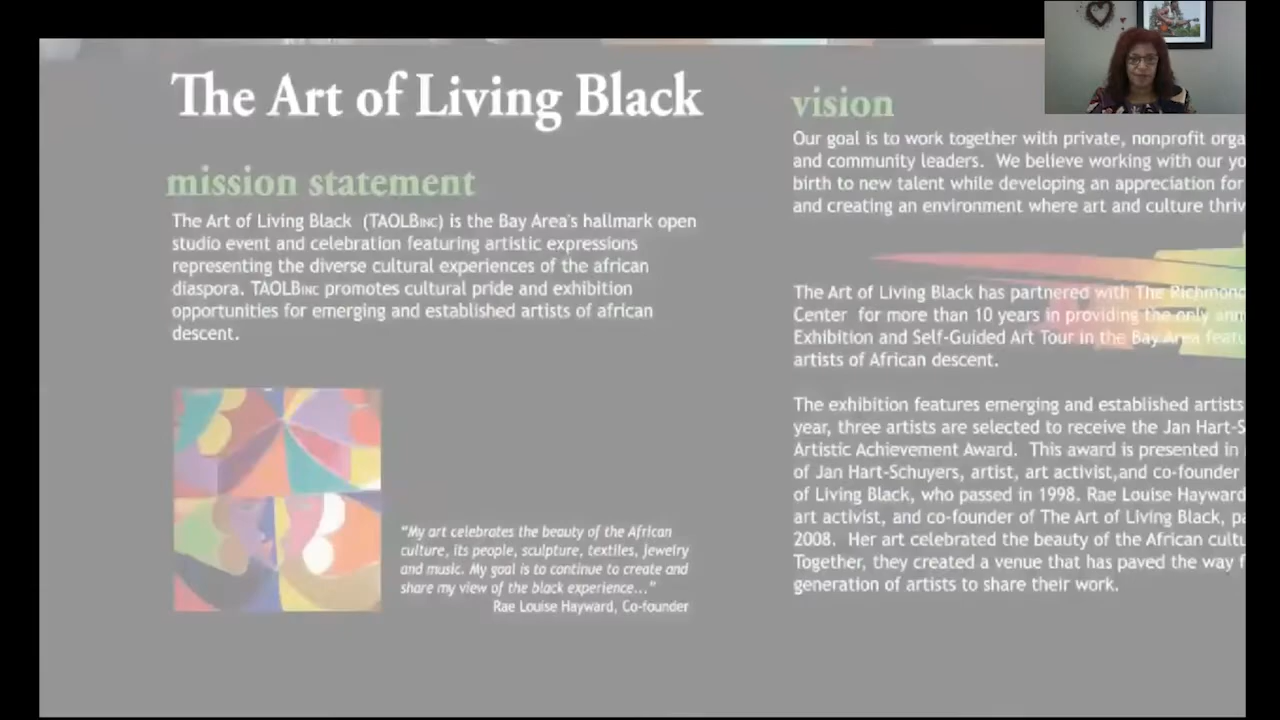 The Art of Living Black
mission statement
The Art of Living Black (TAOLBINC) is the Bay Area's hallmark open
studio event and celebration featuring artistic expressions
representing the diverse cultural experiences of the african
diaspora. TAOLBINC promotes cultural pride and exhibition
opportunities for emerging and established artists of african
descent.
"My art celebrates the beauty of the African
culture, its people, sculpture, textiles, jewelry
and music. My goal is to continue to create and
share my view of the black experience..."
Rae Louise Hayward, Co-founder
vision
Our goal is to work together with private, nonprofit orga
and community leaders. We believe working with our yo
birth to new talent while developing an appreciation for
and creating an environment where art and culture thriv
The Art of Living Black has partnered with The Richmond
Center for more than 10 years in providing the only ann
Exhibition and Self-Guided Art Tour in the Bay Area featu
artists of African descent.
The exhibition features emerging and established artists
year, three artists are selected to receive the Jan Hart-S
Artistic Achievement Award. This award is presented in
of Jan Hart-Schuyers, artist, art activist,and co-founder
of Living Black, who passed in 1998. Rae Louise Hayward
art activist, and co-founder of The Art of Living Black, pa
2008. Her art celebrated the beauty of the African cultu
Together, they created a venue that has paved the way f
generation of artists to share their work.